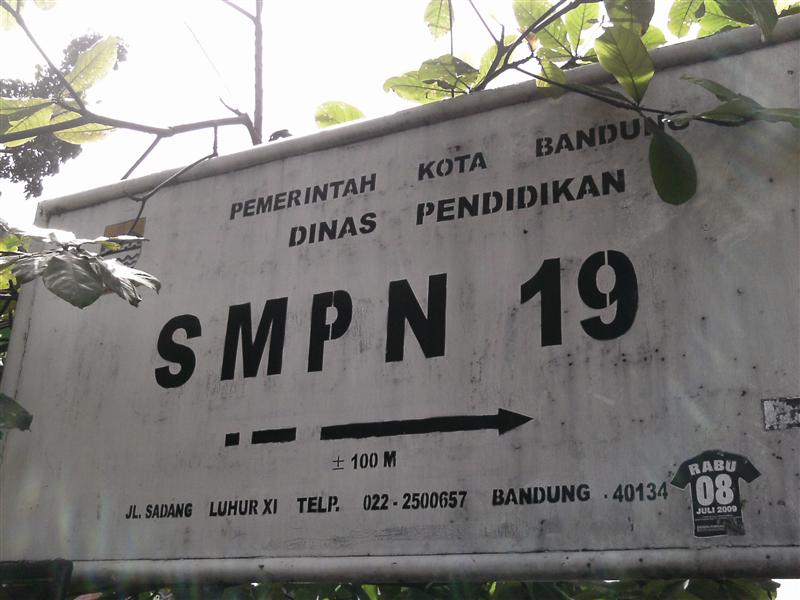 PEMERINTAH KOTA BANDUNG
DINAS PENDIDIKAN
SMPN 19
± 100 M
JL. SADANG LUHUR XI TELP. 022 - 2500657 BANDUNG . 40134
RABU
08
JULI 2009